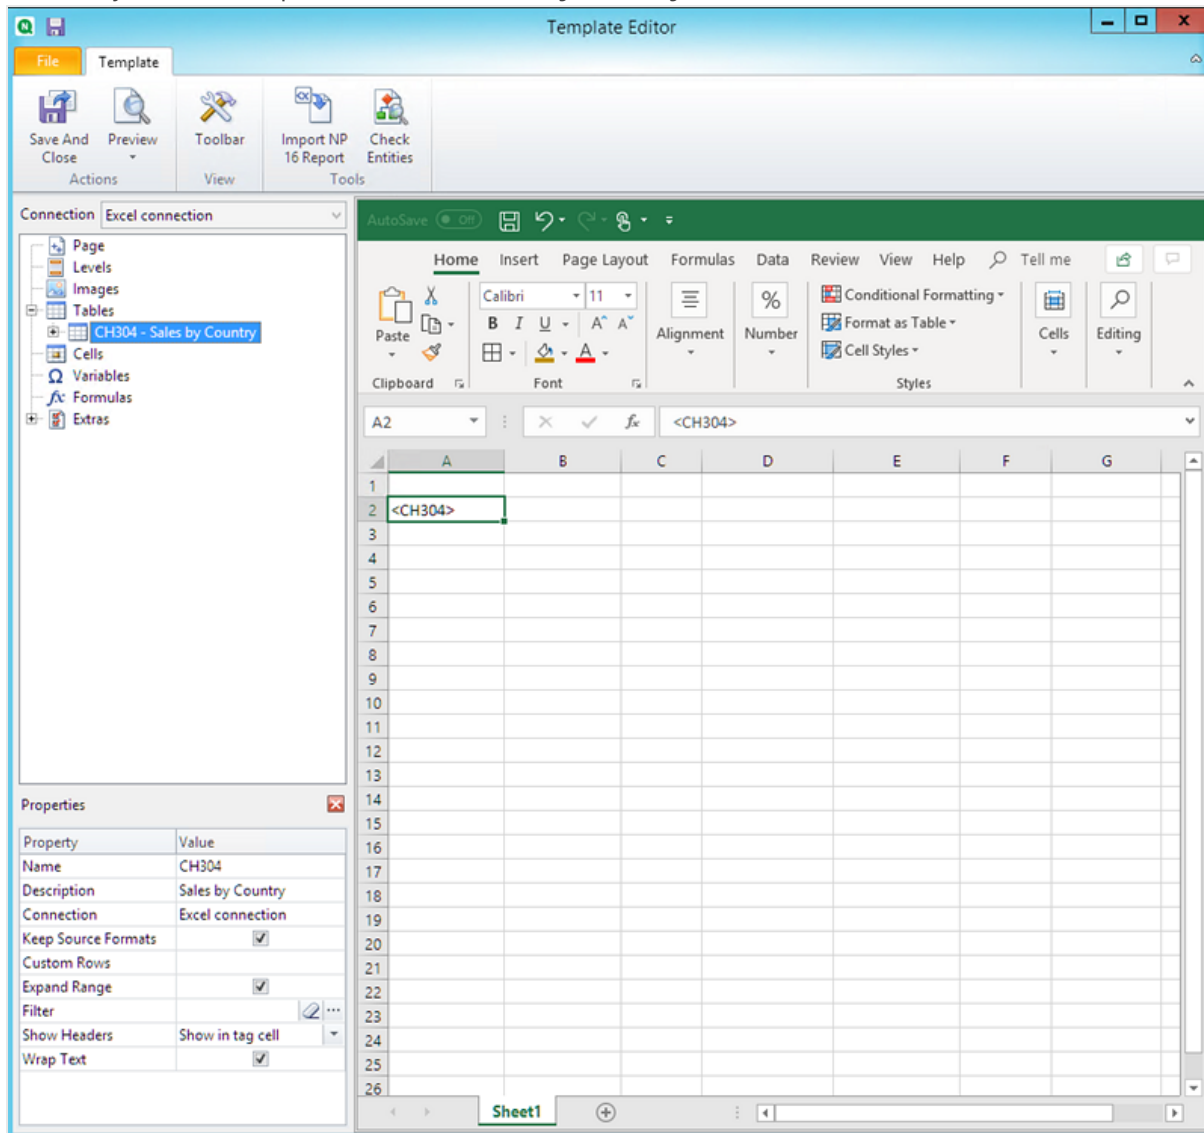 Template Editor
File Template
Save And Close
Preview
Toolbar
Import NP 16 Report
Check Entities
Actions View Tools
Connection Excel connection
Page
Levels
Images
Tables
CH304 - Sales by Country
Cells
Variables
Formulas
Extras
Properties
Property Value
Name CH304
Description Sales by Country
Connection Excel connection
Keep Source Formats
Custom Rows
Expand Range
Filter
Show Headers Show in tag cell
Wrap Text
AutoSave Off
Home Insert Page Layout Formulas Data Review View Help Tell me
Paste
Calibri 11
B I U A A
A
Alignment
%
Number
Conditional Formatting
Format as Table
Cell Styles
Cells
Editing
Clipboard Font Styles
A2 fx <CH304>
A B C D E F G
1
2 <CH304>
3
4
5
6
7
8
9
10
11
12
13
14
15
16
17
18
19
20
21
22
23
24
25
26
Sheet1